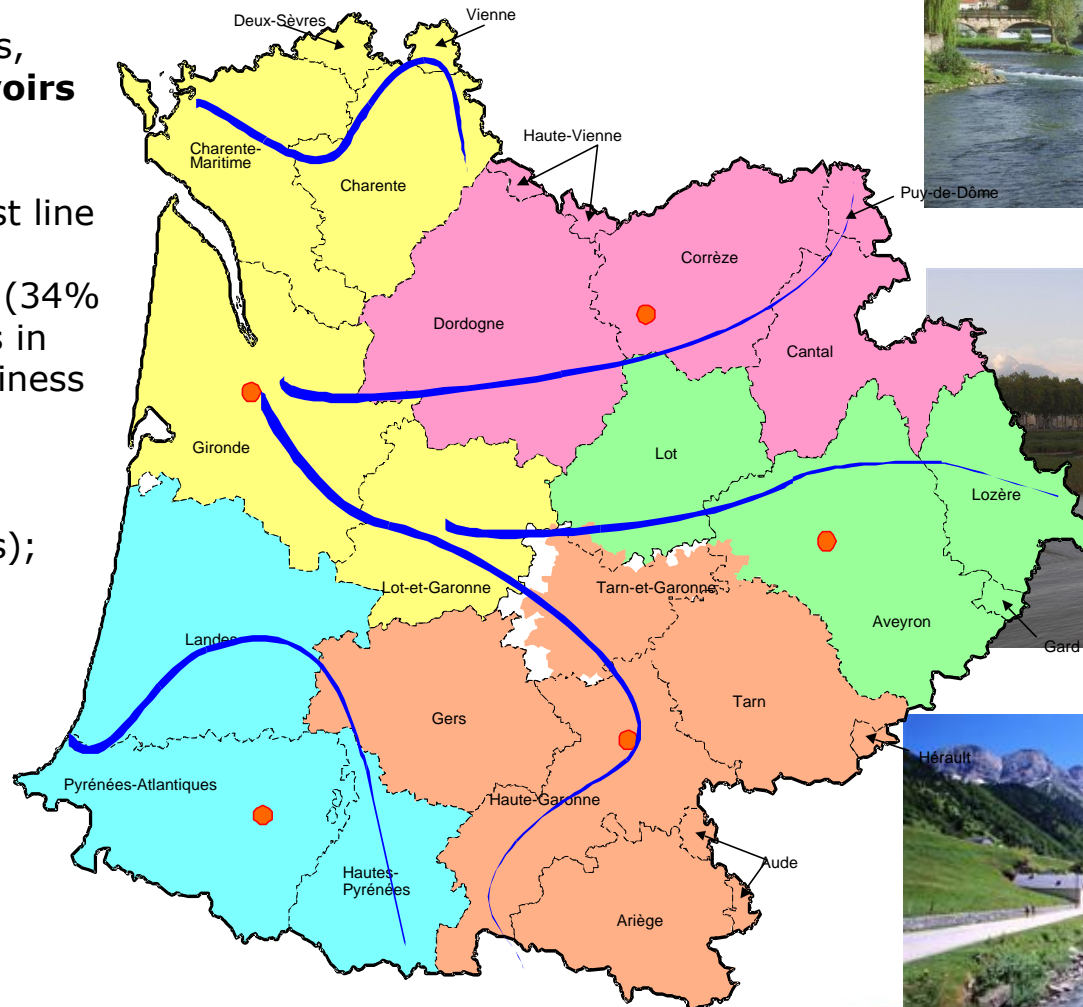 s,
voirs
st line
(34%
s in
iness
s);
Deux-Sèvres
Vienne
Haute-Vienne
Charente-
Maritime
Charente
Puy-de-Dôme
Corrèze
Dordogne
Cantal
Gironde
Lot
Lozère
Lot-et-Garonne
Tarn-et-Garonne
Aveyron
Gard
Landes
Gers
Tarn
Hérault
Pyrénées-Atlantiques
Haute-Garonne
Hautes-
Pyrénées
Aude
Ariège